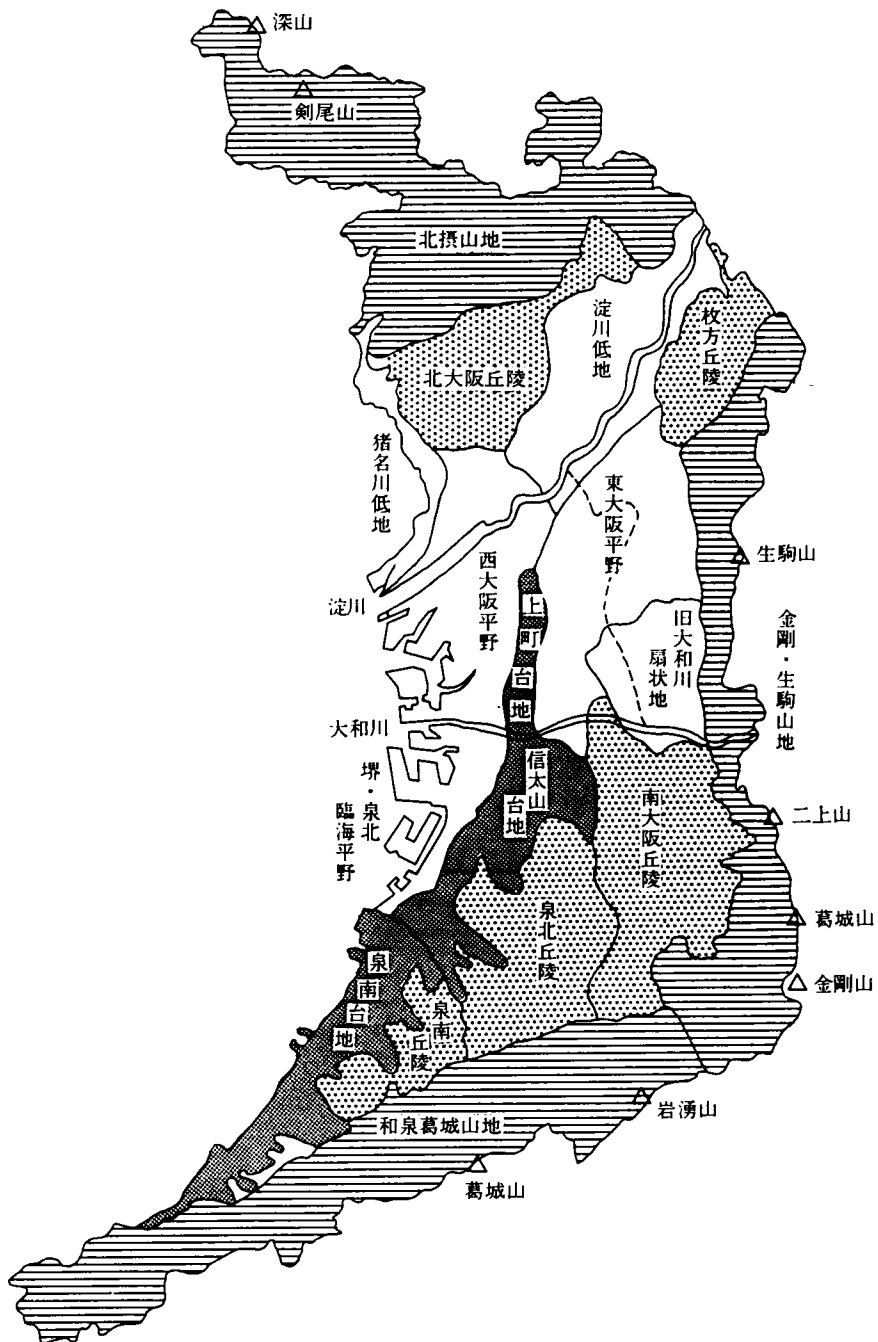 深山
剣尾山
北摂山地
淀川低地
枚方丘陵
北大阪丘陵
猪名川低地
東大阪平野
生駒山
西大阪平野
淀川
上町台地
旧大和川
扇状地
金剛・生駒山地
大和川
信太山
台地
堺・泉北
臨海平野
南大阪丘陵
二上山
泉北丘陵
葛城山
泉南台地
金剛山
泉南
丘陵
岩湧山
和泉葛城山地
葛城山